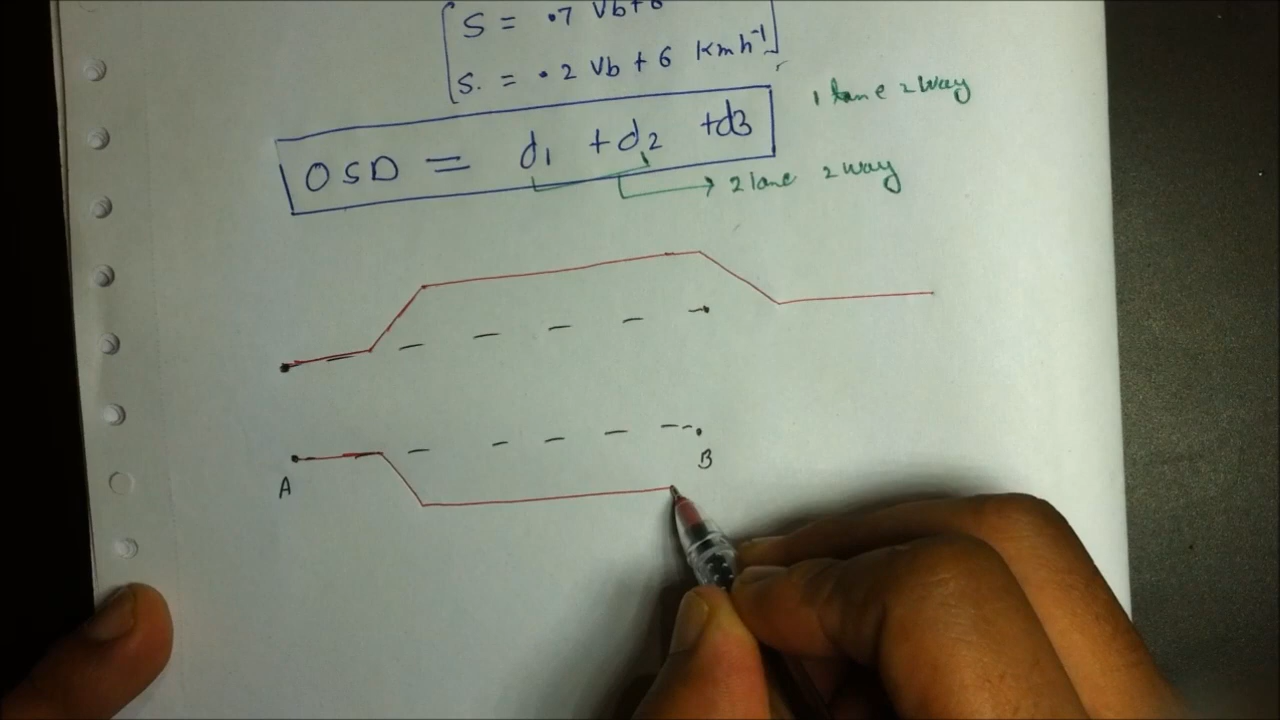 S = .7 Vb+6
S. = .2 Vb + 6 Kmh⁻¹
1 lane 2 way
OSD = d1 + d2 + d3
2 lane 2 way
A
B